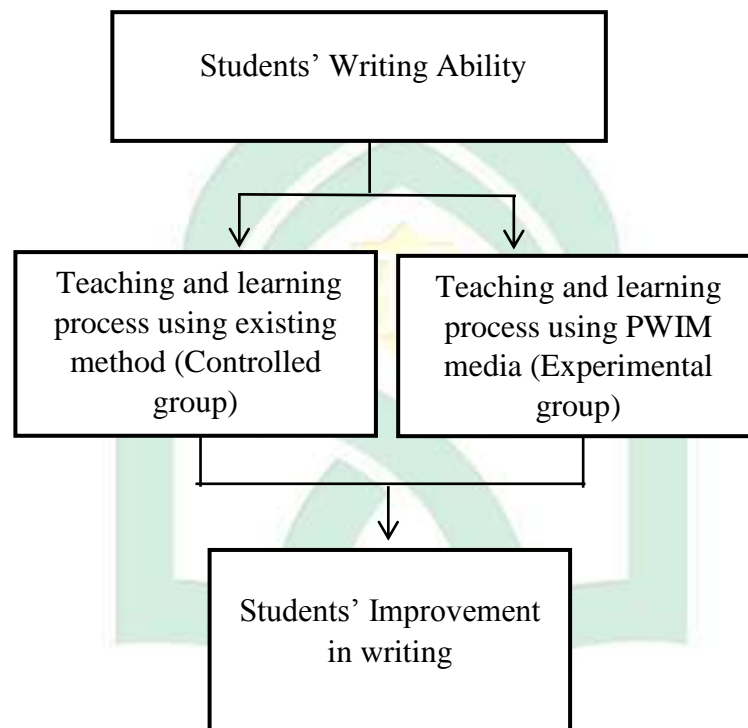 Students’ Writing Ability
Teaching and learning
process using existing
method (Controlled
group)
Teaching and learning
process using PWIM
media (Experimental
group)
Students’ Improvement
in writing